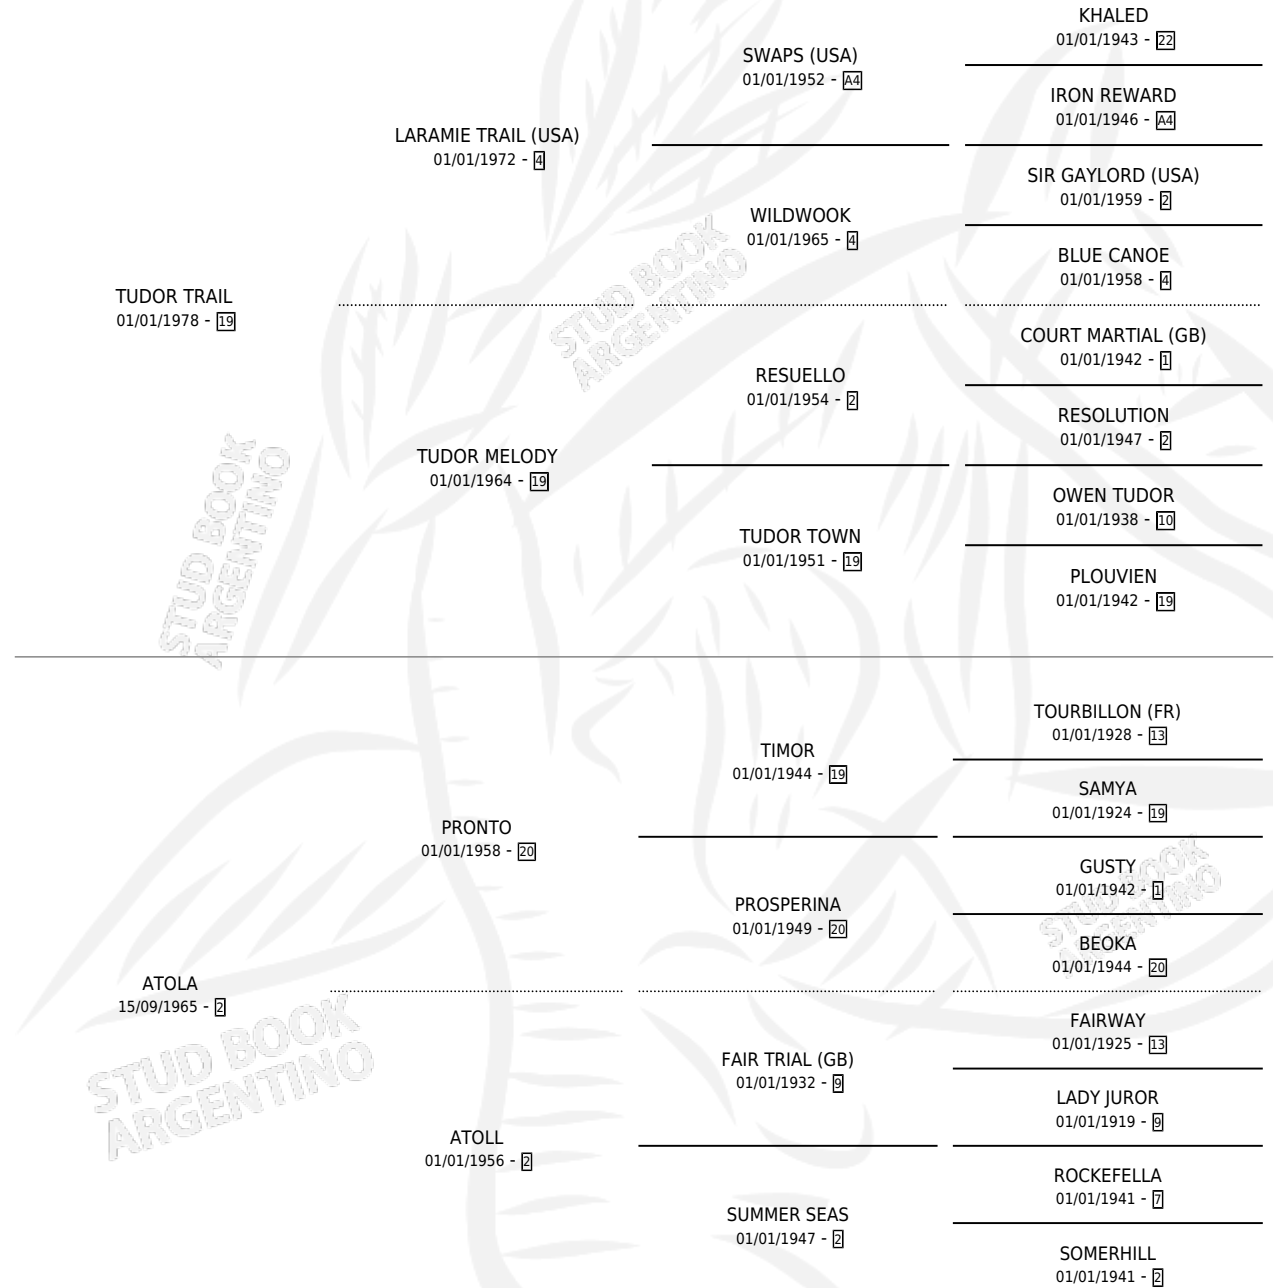 KHALED
01/01/1943 - 22
SWAPS (USA)
01/01/1952 - A4
IRON REWARD
01/01/1946 - A4
LARAMIE TRAIL (USA)
01/01/1972 - 4
SIR GAYLORD (USA)
01/01/1959 - 2
WILDWOOK
01/01/1965 - 4
BLUE CANOE
01/01/1958 - 4
TUDOR TRAIL
01/01/1978 - 19
STUD BOOK
ARGENTINO
COURT MARTIAL (GB)
01/01/1942 - 1
RESUELLO
01/01/1954 - 2
RESOLUTION
01/01/1947 - 2
TUDOR MELODY
01/01/1964 - 19
OWEN TUDOR
01/01/1938 - 10
TUDOR TOWN
01/01/1951 - 19
PLOUVIEN
01/01/1942 - 19
STUD BOOK
ARGENTINO
TOURBILLON (FR)
01/01/1928 - 13
TIMOR
01/01/1944 - 19
SAMYA
01/01/1924 - 19
PRONTO
01/01/1958 - 20
GUSTY
01/01/1942 - 1
PROSPERINA
01/01/1949 - 20
STUD BOOK
ARGENTINO
BEOKA
01/01/1944 - 20
ATOLA
15/09/1965 - 2
FAIRWAY
01/01/1925 - 13
FAIR TRIAL (GB)
01/01/1932 - 9
STUD BOOK
ARGENTINO
LADY JUROR
01/01/1919 - 9
ATOLL
01/01/1956 - 2
ROCKEFELLA
01/01/1941 - 7
SUMMER SEAS
01/01/1947 - 2
SOMERHILL
01/01/1941 - 2